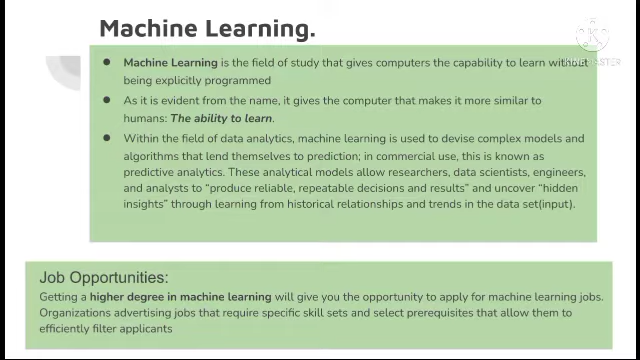 Machine Learning.
Machine Learning is the field of study that gives computers the capability to learn without
being explicitly programmed
As it is evident from the name, it gives the computer that makes it more similar to
humans: The ability to learn.
Within the field of data analytics, machine learning is used to devise complex models and
algorithms that lend themselves to prediction; in commercial use, this is known as
predictive analytics. These analytical models allow researchers, data scientists, engineers,
and analysts to “produce reliable, repeatable decisions and results” and uncover “hidden
insights” through learning from historical relationships and trends in the data set(input).
Job Opportunities:
Getting a higher degree in machine learning will give you the opportunity to apply for machine learning jobs.
Organizations advertising jobs that require specific skill sets and select prerequisites that allow them to
efficiently filter applicants